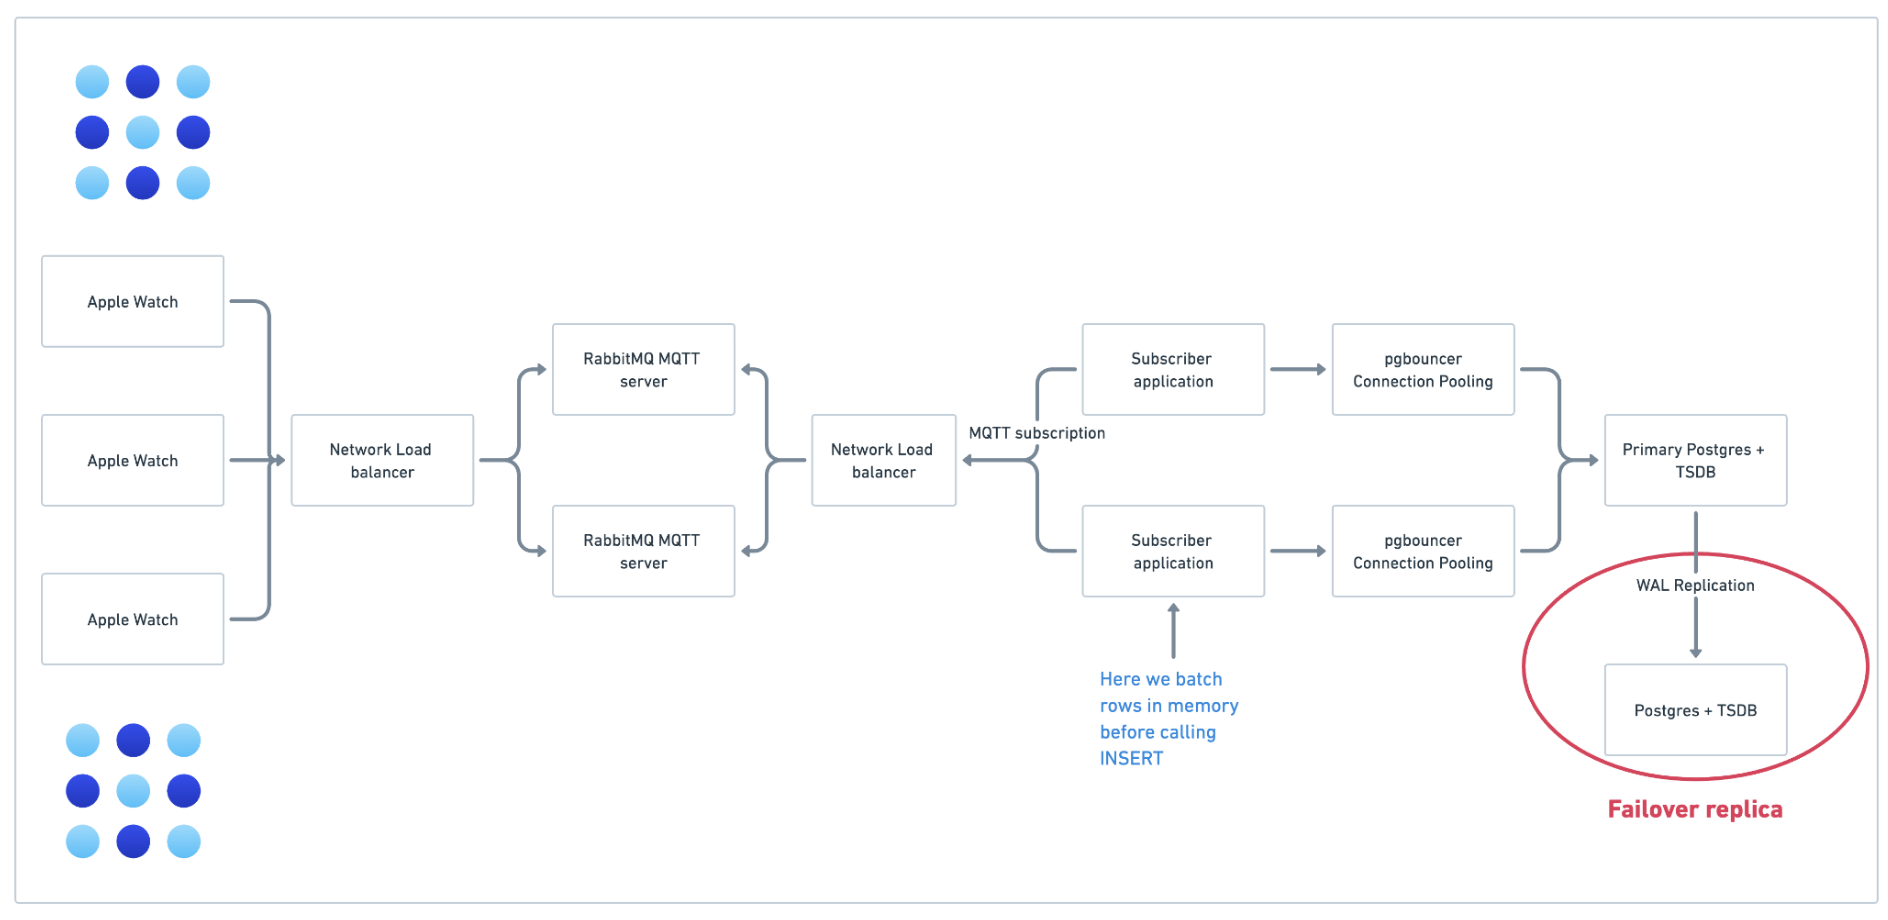 Apple Watch
Apple Watch
Apple Watch
Network Load
balancer
RabbitMQ MQTT
server
RabbitMQ MQTT
server
Network Load
balancer
MQTT subscription
Subscriber
application
Subscriber
application
Here we batch
rows in memory
before calling
INSERT
pgbouncer
Connection Pooling
pgbouncer
Connection Pooling
Primary Postgres +
TSDB
WAL Replication
Postgres + TSDB
Failover replica